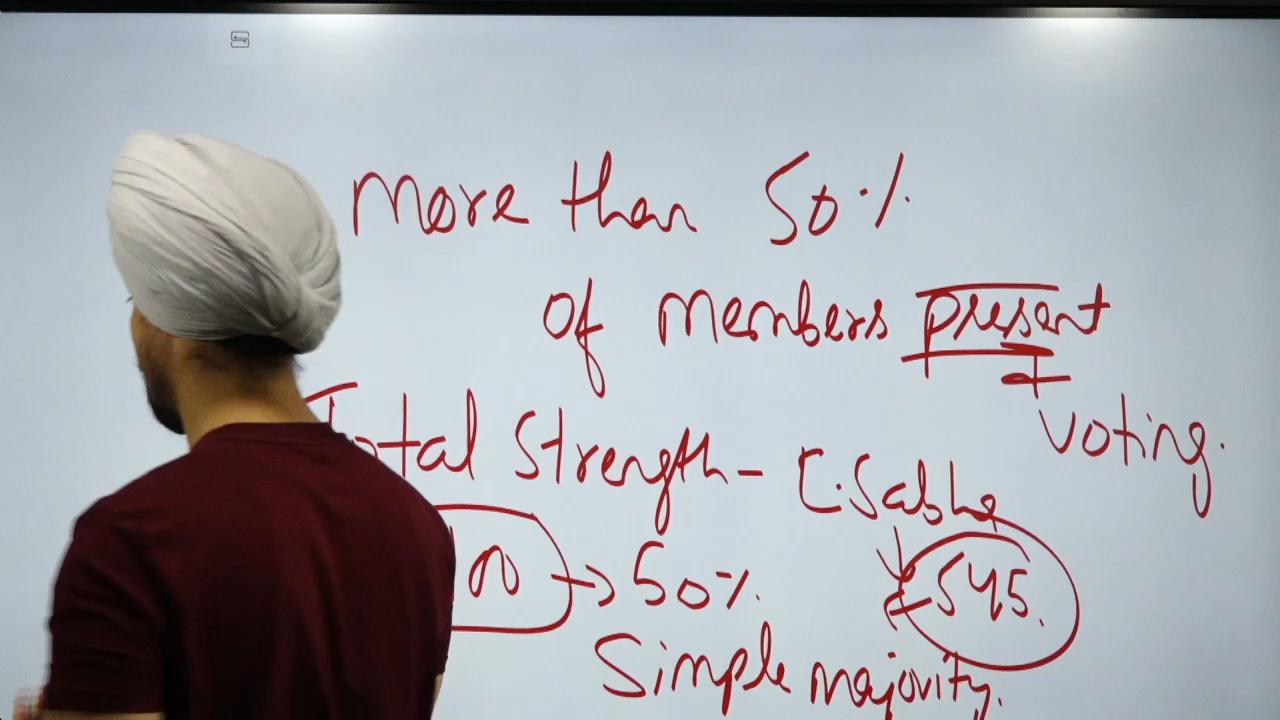 More than 50%
of members present
voting.
Total Strength - L.Sabha
50% 545.
Simple majority.